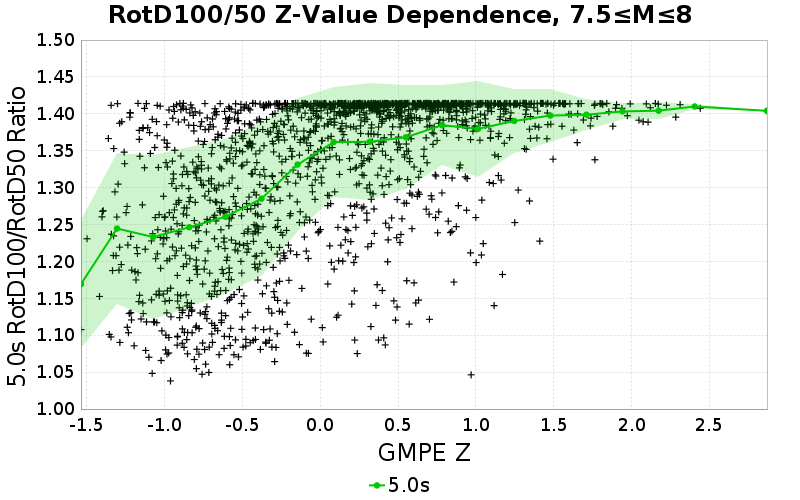 RotD100/50 Z-Value Dependence, 7.5≤M≤8
5.0s RotD100/RotD50 Ratio
1.50
1.45
1.40
1.35
1.30
1.25
1.20
1.15
1.10
1.05
1.00
-1.5 -1.0 -0.5 0.0 0.5 1.0 1.5 2.0 2.5
GMPE Z
5.0s